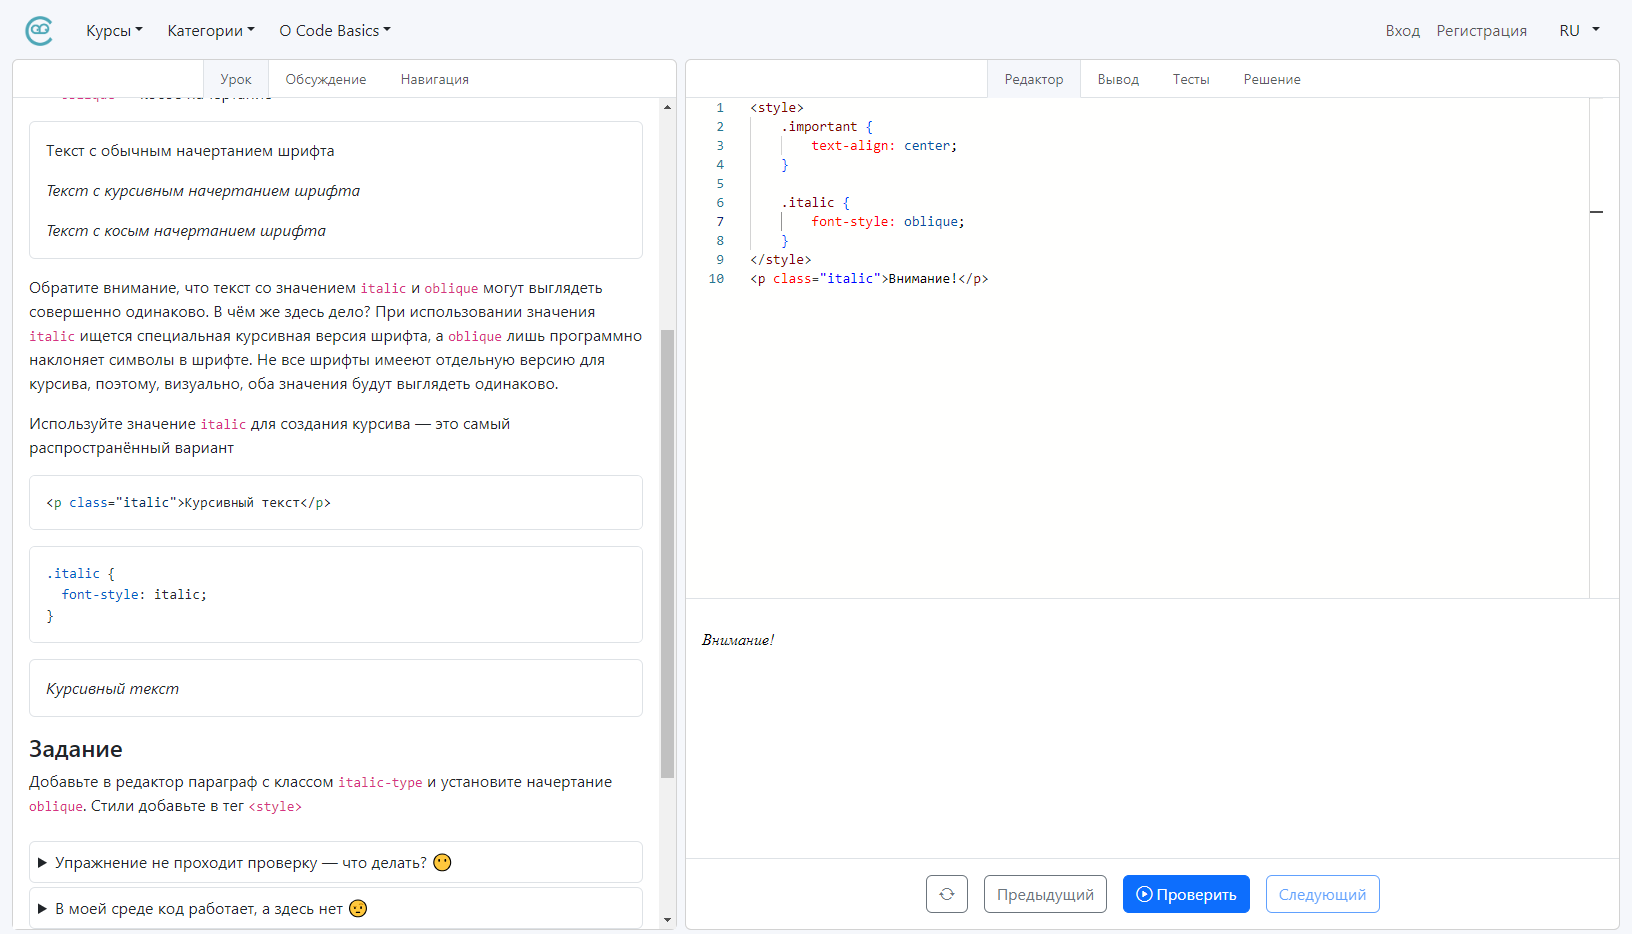 Курсы Категории О Code Basics Вход Регистрация RU
Урок Обсуждение Навигация
Текст с обычным начертанием шрифта
Текст с курсивным начертанием шрифта
Текст с косым начертанием шрифта
Обратите внимание, что текст со значением italic и oblique могут выглядеть
совершенно одинаково. В чём же здесь дело? При использовании значения
italic ищется специальная курсивная версия шрифта, а oblique лишь программно
наклоняет символы в шрифте. Не все шрифты имееют отдельную версию для
курсива, поэтому, визуально, оба значения будут выглядеть одинаково.
Используйте значение italic для создания курсива — это самый
распространённый вариант
<p class="italic">Курсивный текст</p>
.italic {
font-style: italic;
}
Курсивный текст
Задание
Добавьте в редактор параграф с классом italic-type и установите начертание
oblique. Стили добавьте в тег <style>
Упражнение не проходит проверку — что делать? 😶
В моей среде код работает, а здесь нет 🤨
Редактор Вывод Тесты Решение
1 <style>
2 .important {
3 text-align: center;
4 }
5
6 .italic {
7 font-style: oblique;
8 }
9 </style>
10 <p class="italic">Внимание!</p>
Внимание!
Предыдущий Проверить Следующий